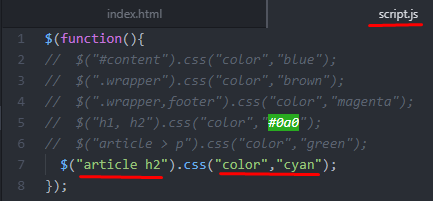 index.html script.js
1 $(function(){
2 // $("#content").css("color","blue");
3 // $(".wrapper").css("color","brown");
4 // $(".wrapper,footer").css("color","magenta");
5 // $("h1, h2").css("color","#0a0");
6 // $("article > p").css("color","green");
7 $("article h2").css("color","cyan");
8 });